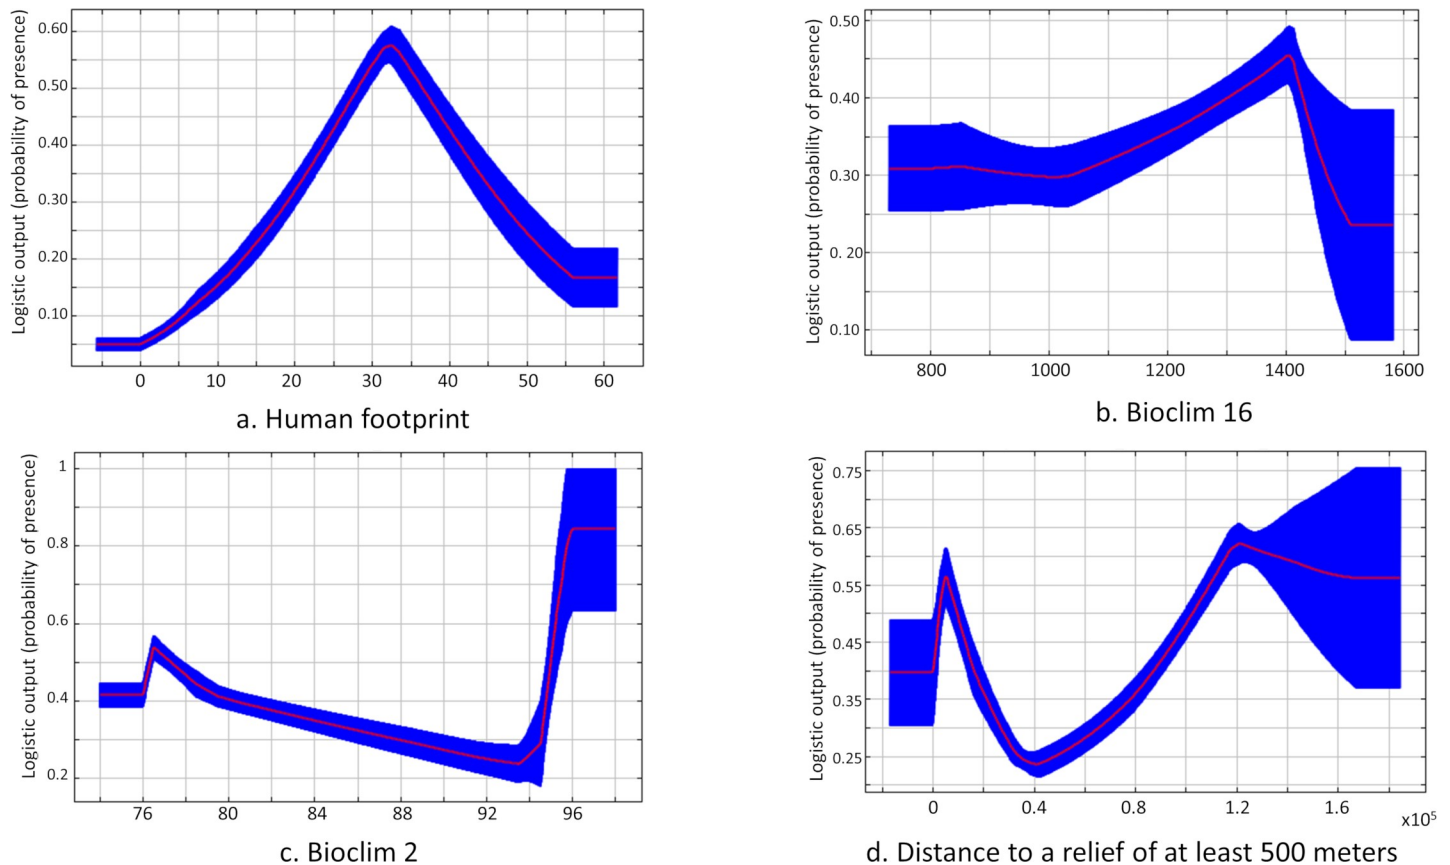 Logistic output (probability of presence)
0.60
0.50
0.40
0.30
0.20
0.10
0 10 20 30 40 50 60
a. Human footprint
Logistic output (probability of presence)
0.50
0.40
0.30
0.20
0.10
800 1000 1200 1400 1600
b. Bioclim 16
Logistic output (probability of presence)
1
0.8
0.6
0.4
0.2
76 80 84 88 92 96
c. Bioclim 2
Logistic output (probability of presence)
0.75
0.65
0.55
0.45
0.35
0.25
0 0.4 0.8 1.2 1.6
x10⁵
d. Distance to a relief of at least 500 meters